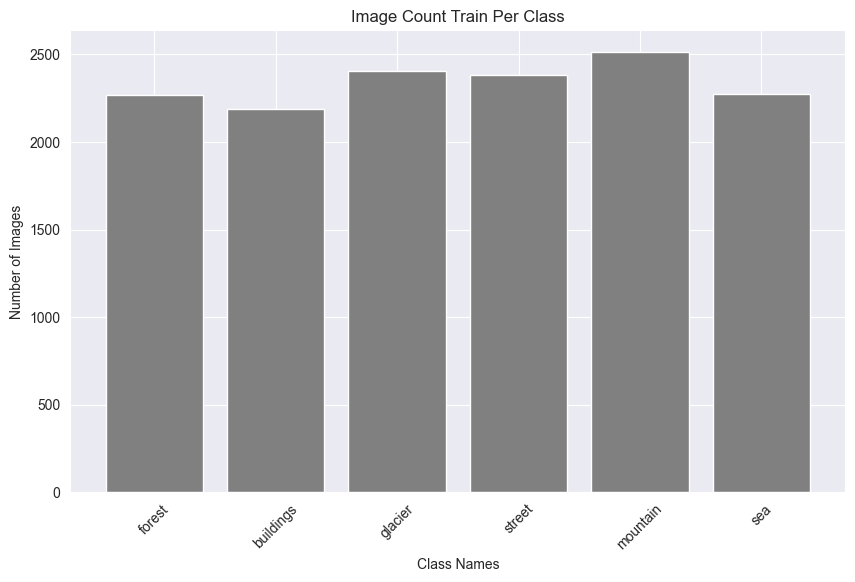 Image Count Train Per Class
Number of Images
2500
2000
1500
1000
500
0
forest
buildings
glacier
street
mountain
sea
Class Names